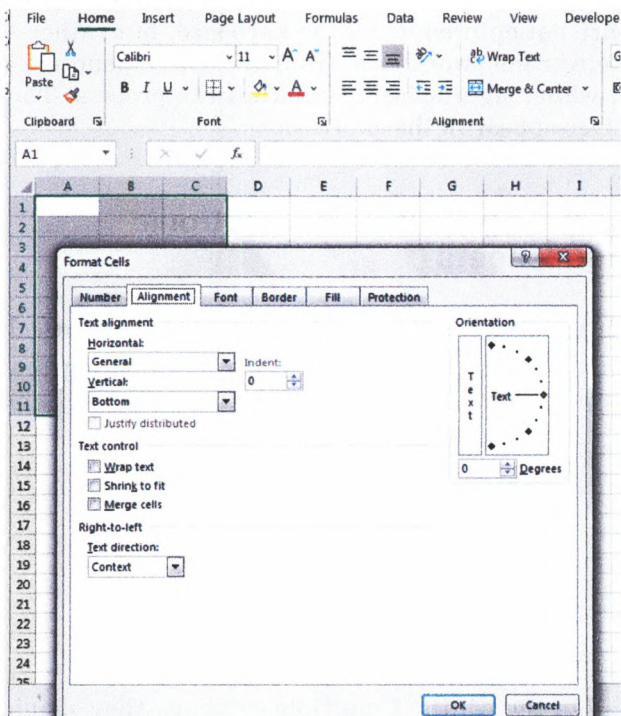 File Home Insert Page Layout Formulas Data Review View Develope
Calibri 11 A^ A˅ ab Wrap Text G
Paste B I U A Merge & Center
Clipboard Font Alignment
A1 fx
A B C D E F G H I
1
2
3
4 Format Cells ? X
5
6 Number Alignment Font Border Fill Protection
7 Text alignment Orientation
8 Horizontal:
9 General Indent:
10 Vertical: 0 Text Text
11 Bottom
12 Justify distributed
13 Text control
14 Wrap text 0 Degrees
15 Shrink to fit
16 Merge cells
17 Right-to-left
18 Text direction:
19 Context
20
21
22
23
24
25
OK Cancel